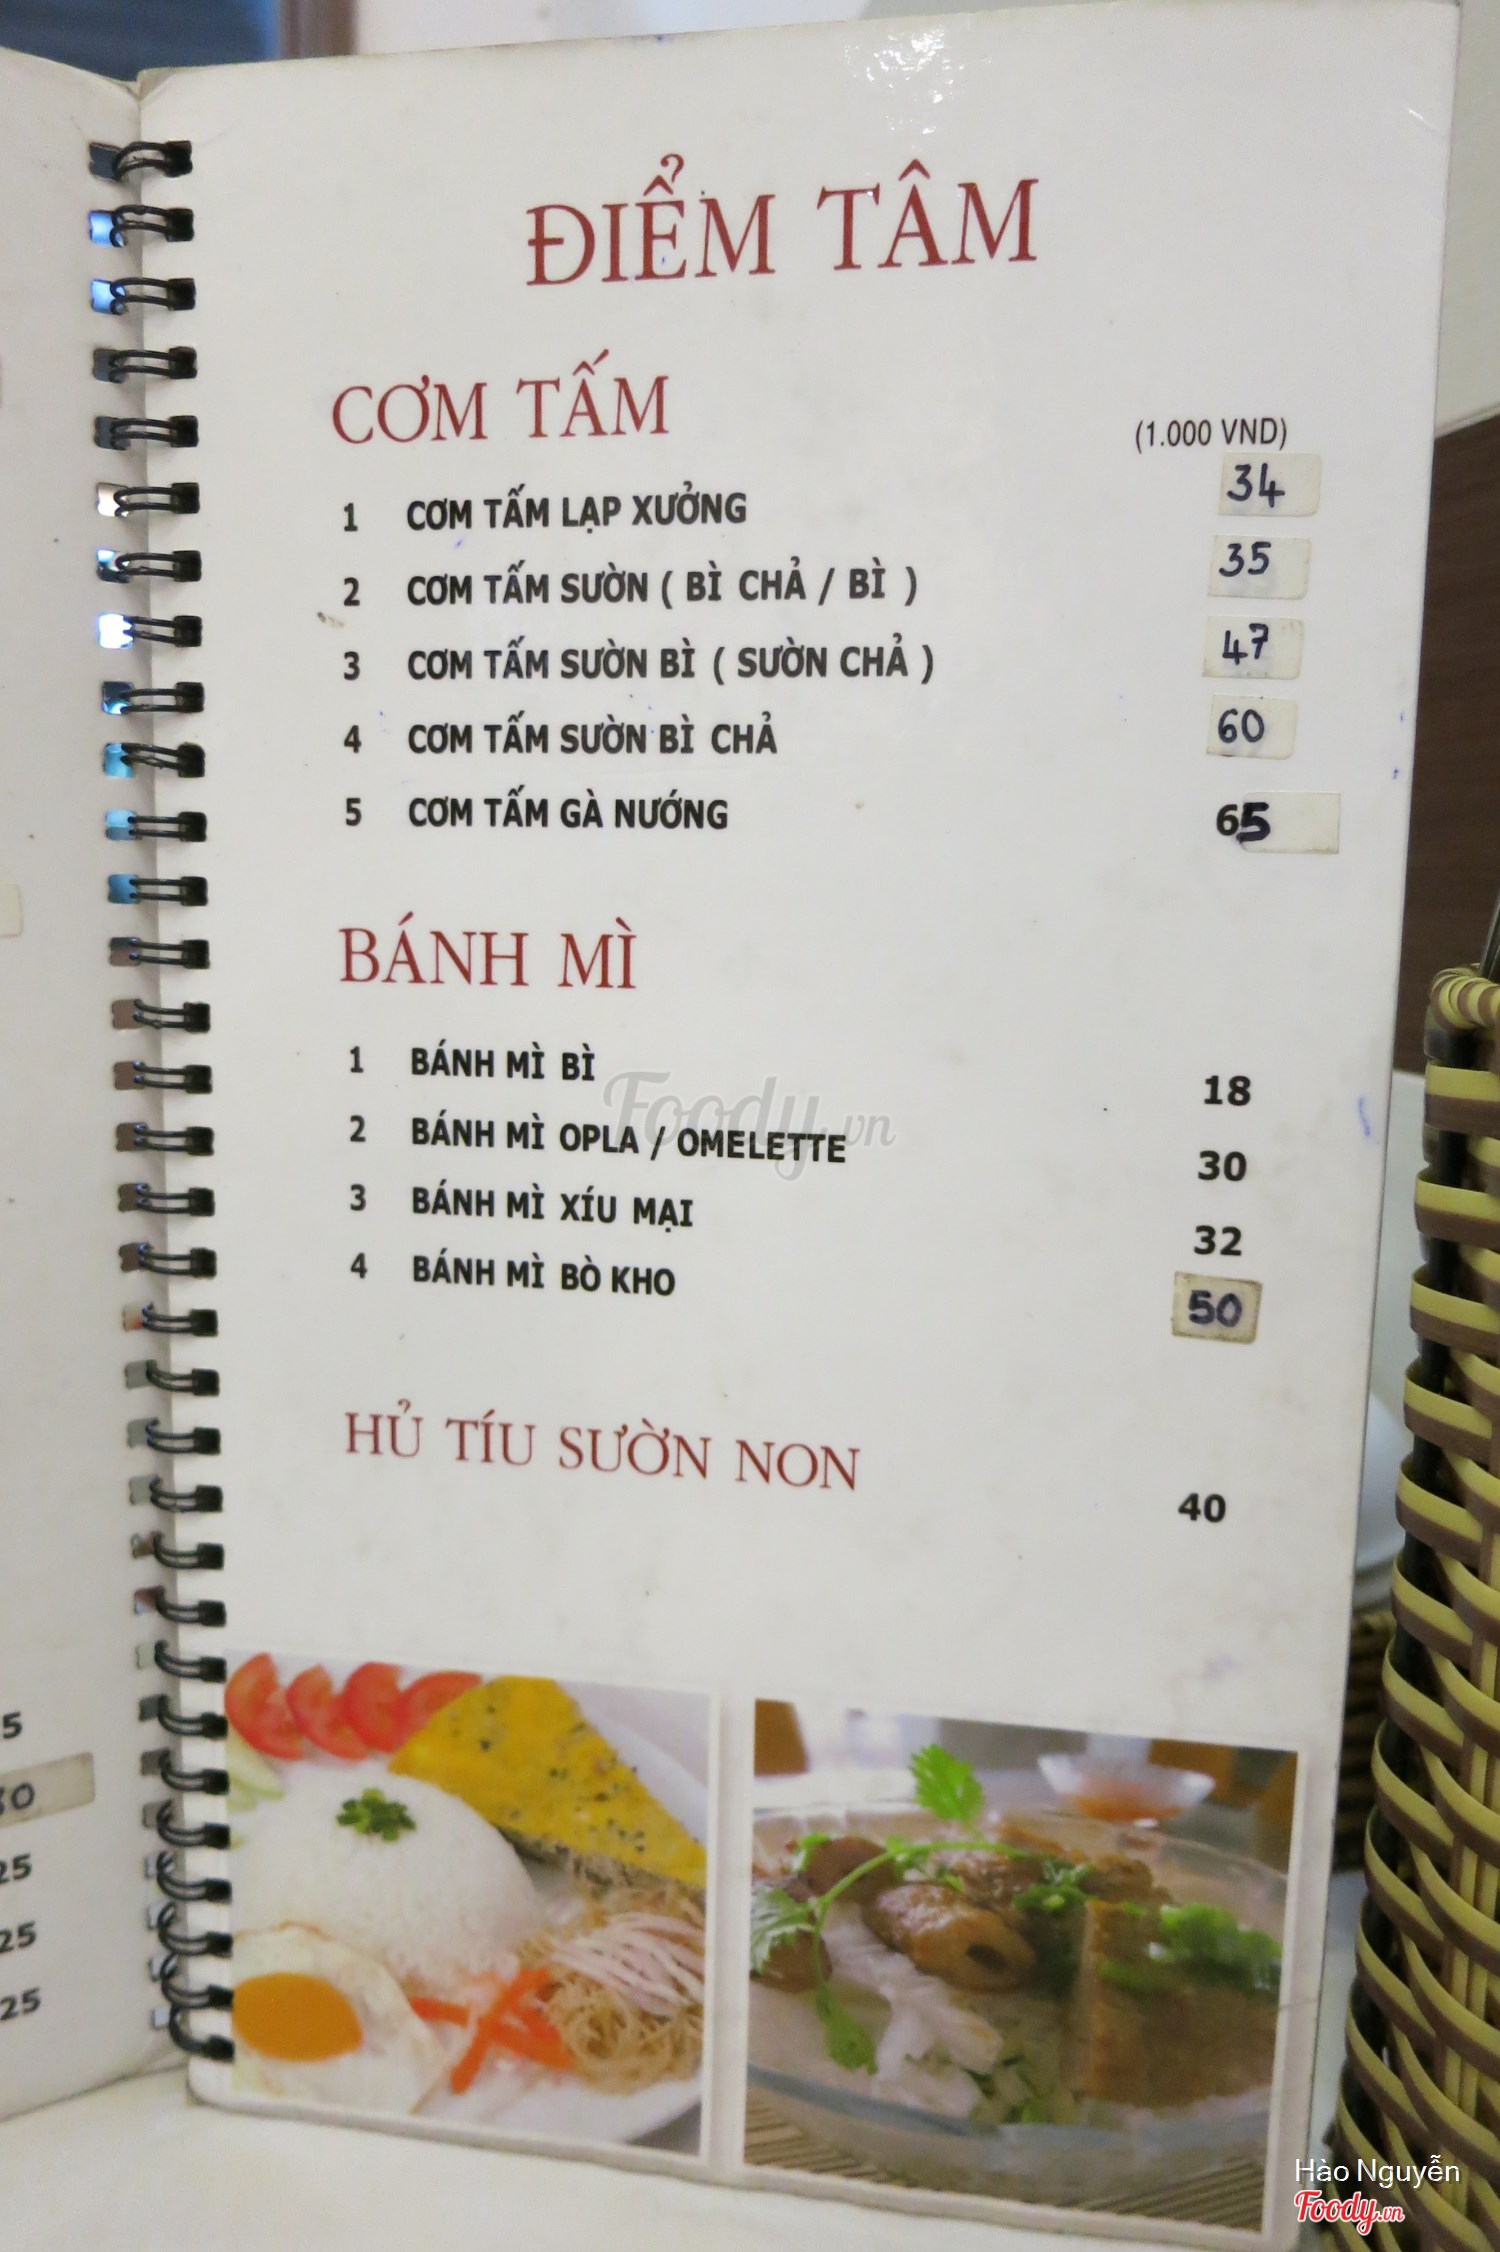 ĐIỂM TÂM
CƠM TẤM
(1.000 VND)
1 CƠM TẤM LẠP XƯỞNG 34
2 CƠM TẤM SƯỜN ( BÌ CHẢ / BÌ ) 35
3 CƠM TẤM SƯỜN BÌ ( SƯỜN CHẢ ) 47
4 CƠM TẤM SƯỜN BÌ CHẢ 60
5 CƠM TẤM GÀ NƯỚNG 65
BÁNH MÌ
1 BÁNH MÌ BÌ 18
2 BÁNH MÌ OPLA / OMELETTE 30
3 BÁNH MÌ XÍU MẠI 32
4 BÁNH MÌ BÒ KHO 50
HỦ TÍU SƯỜN NON 40
Foody.vn
5
25
25
Hào Nguyễn
Foody.vn